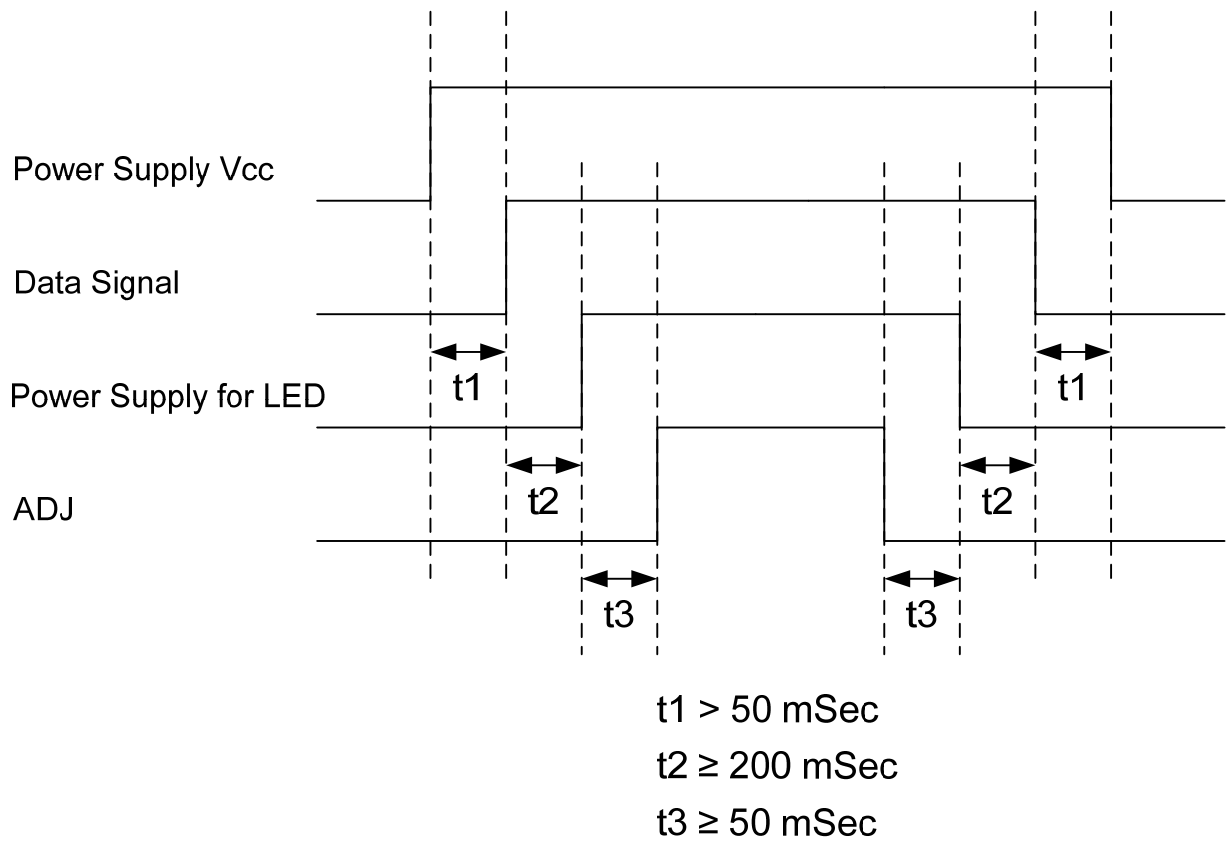 Power Supply Vcc
Data Signal
t1 t1
Power Supply for LED
t2 t2
ADJ
t3 t3
t1 > 50 mSec
t2 ≥ 200 mSec
t3 ≥ 50 mSec